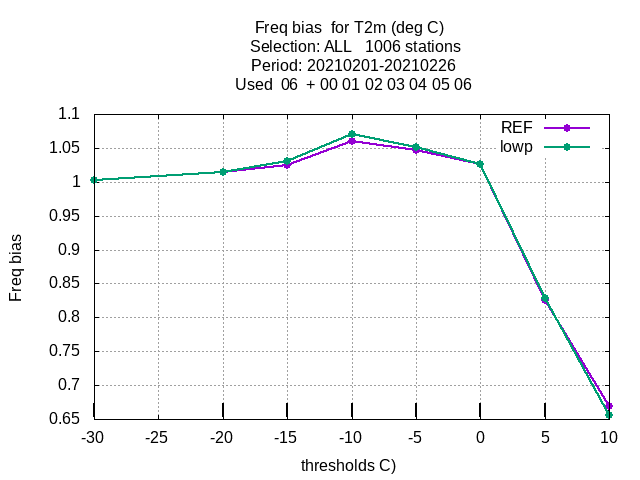 Freq bias  for T2m (deg C)
Selection: ALL   1006 stations
Period: 20210201-20210226
Used  06  + 00 01 02 03 04 05 06
1.1
1.05
1
0.95
0.9
0.85
0.8
0.75
0.7
0.65
Freq bias
REF
lowp
-30 -25 -20 -15 -10 -5 0 5 10
thresholds C)